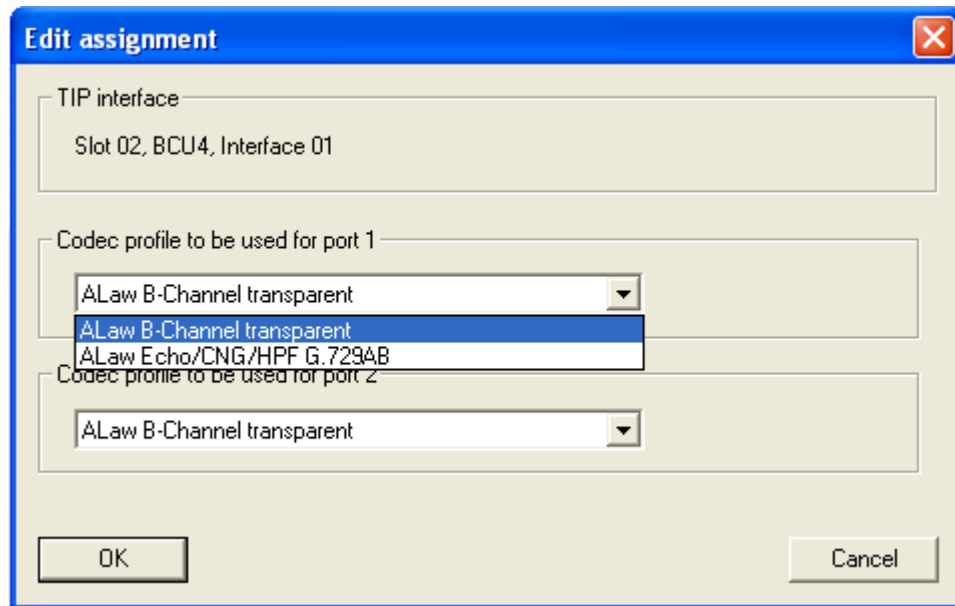 Edit assignment
TIP interface
Slot 02, BCU4, Interface 01
Codec profile to be used for port 1
ALaw B-Channel transparent
ALaw B-Channel transparent
ALaw Echo/CNG/HPF G.729AB
Codec profile to be used for port 2
ALaw B-Channel transparent
OK
Cancel